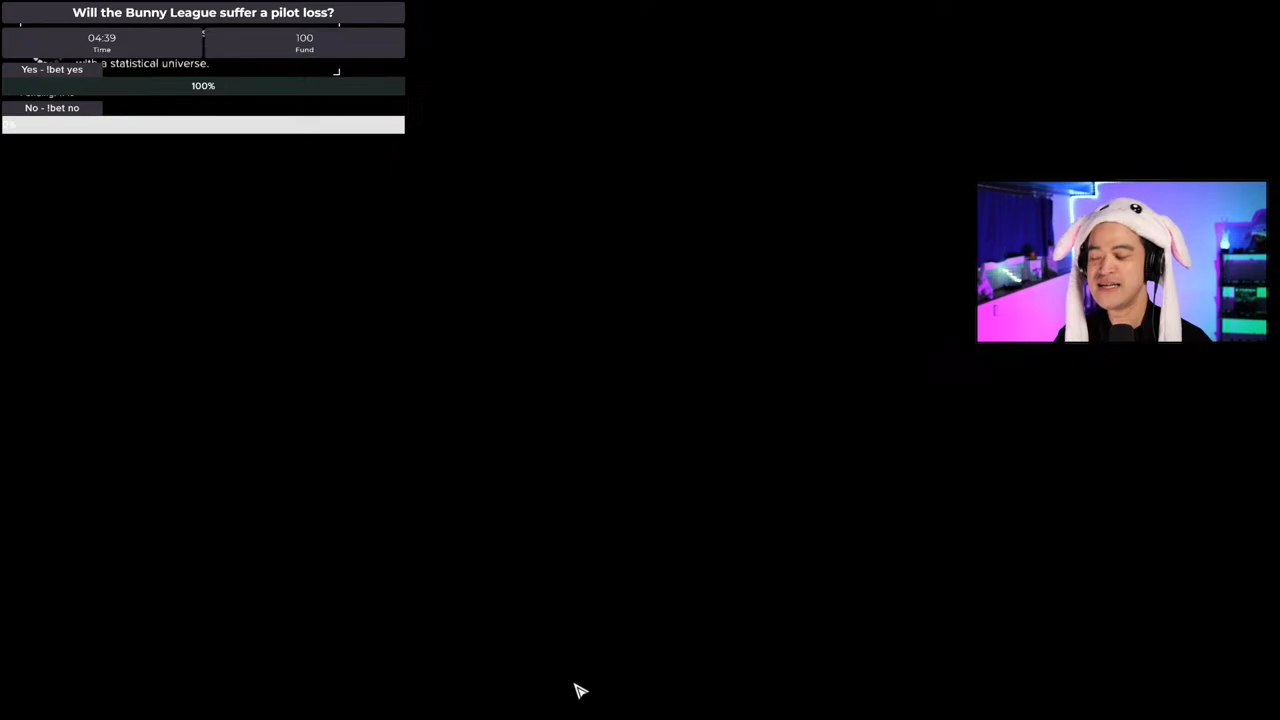 Will the Bunny League suffer a pilot loss?
04:39
Time
100
Fund
with a statistical universe.
Yes - !bet yes
100%
No - !bet no